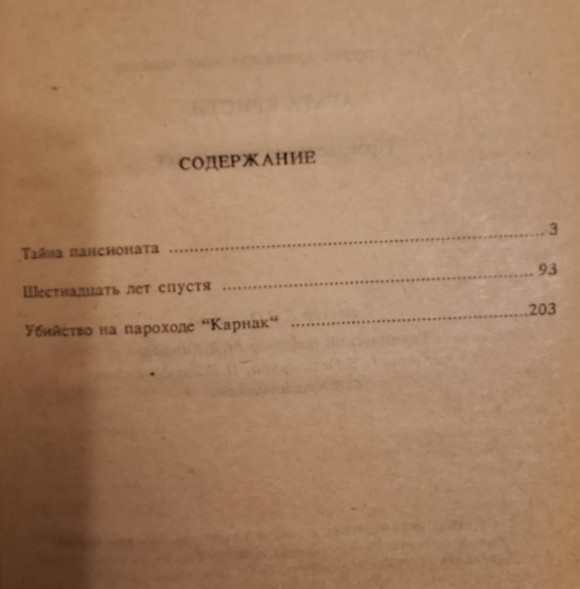 СОДЕРЖАНИЕ
Тайна пансионата ........................................................ 3
Шестнадцать лет спустя ............................................... 93
Убийство на пароходе “Карнак“ ....................................203